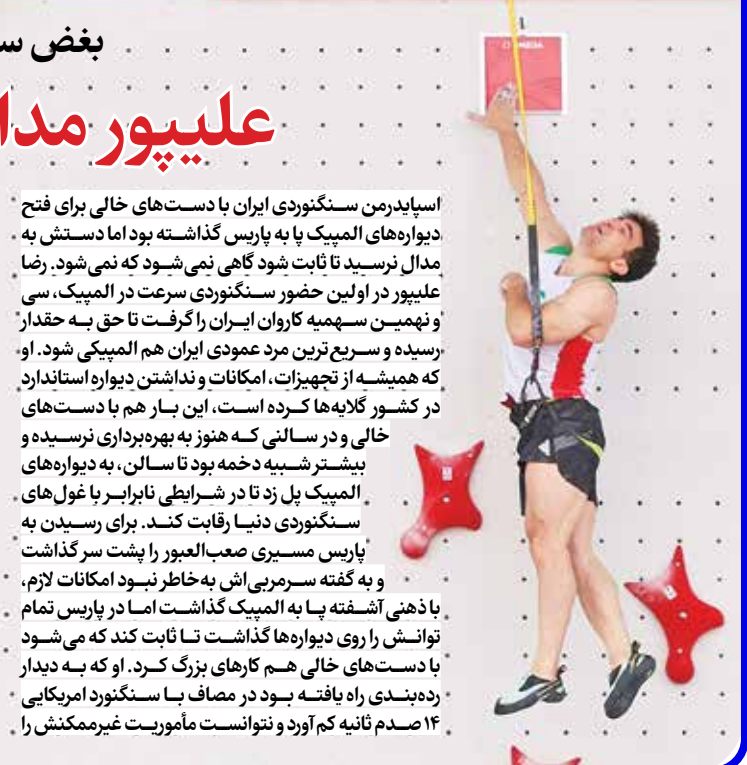 بغض
علیپور
اسپایدرمن سنگنوردی ایران با دست‌های خالی برای فتح
دیواره‌های المپیک پا به پاریس گذاشته بود اما دستش به
مدال نرسید تا ثابت شود گاهی نمی‌شود که نمی‌شود. رضا
علیپور در اولین حضور سنگنوردی سرعت در المپیک، سی
و نهمین سهمیه کاروان ایران را گرفت تا حق به حقدار
رسیده و سریع‌ترین مرد عمودی ایران هم المپیکی شود. او
که همیشه از تجهیزات، امکانات و نداشتن دیواره استاندارد
در کشور گلایه‌ها کرده است، این بار هم با دست‌های
خالی و در سالنی که هنوز به بهره‌برداری نرسیده و
بیشتر شبیه دخمه بود تا سالن، به دیواره‌های
المپیک پل زد تا در شرایطی نابرابر با غول‌های
سنگنوردی دنیا رقابت کند. برای رسیدن به
پاریس مسیری صعب‌العبور را پشت سر گذاشت
و به گفته سرمربی‌اش به‌خاطر نبود امکانات لازم،
با ذهنی آشفته پا به المپیک گذاشت اما در پاریس تمام
توانش را روی دیواره‌ها گذاشت تا ثابت کند که می‌شود
با دست‌های خالی هم کارهای بزرگ کرد. او که به دیدار
رده‌بندی راه یافته بود در مصاف با سنگنورد امریکایی
۱۴ صدم ثانیه کم آورد و نتوانست مأموریت غیرممکنش را